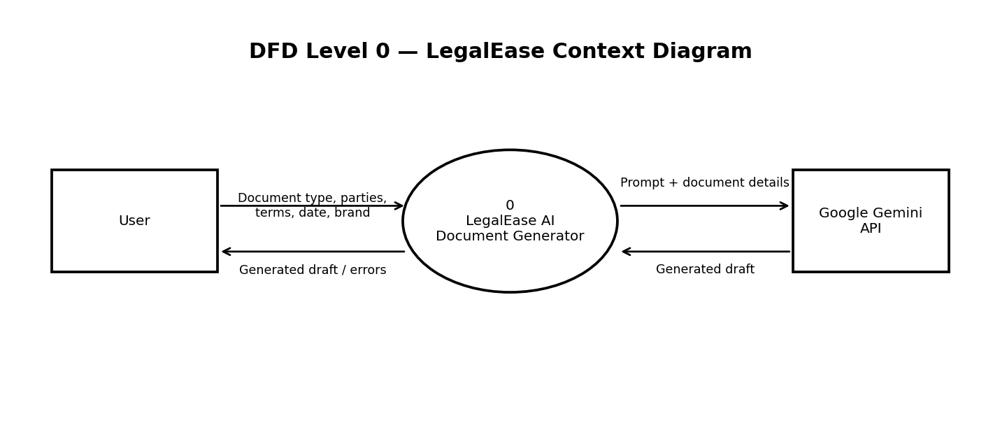 DFD Level 0 — LegalEase Context Diagram
User
Document type, parties,
terms, date, brand
Generated draft / errors
0
LegalEase AI
Document Generator
Prompt + document details
Generated draft
Google Gemini
API